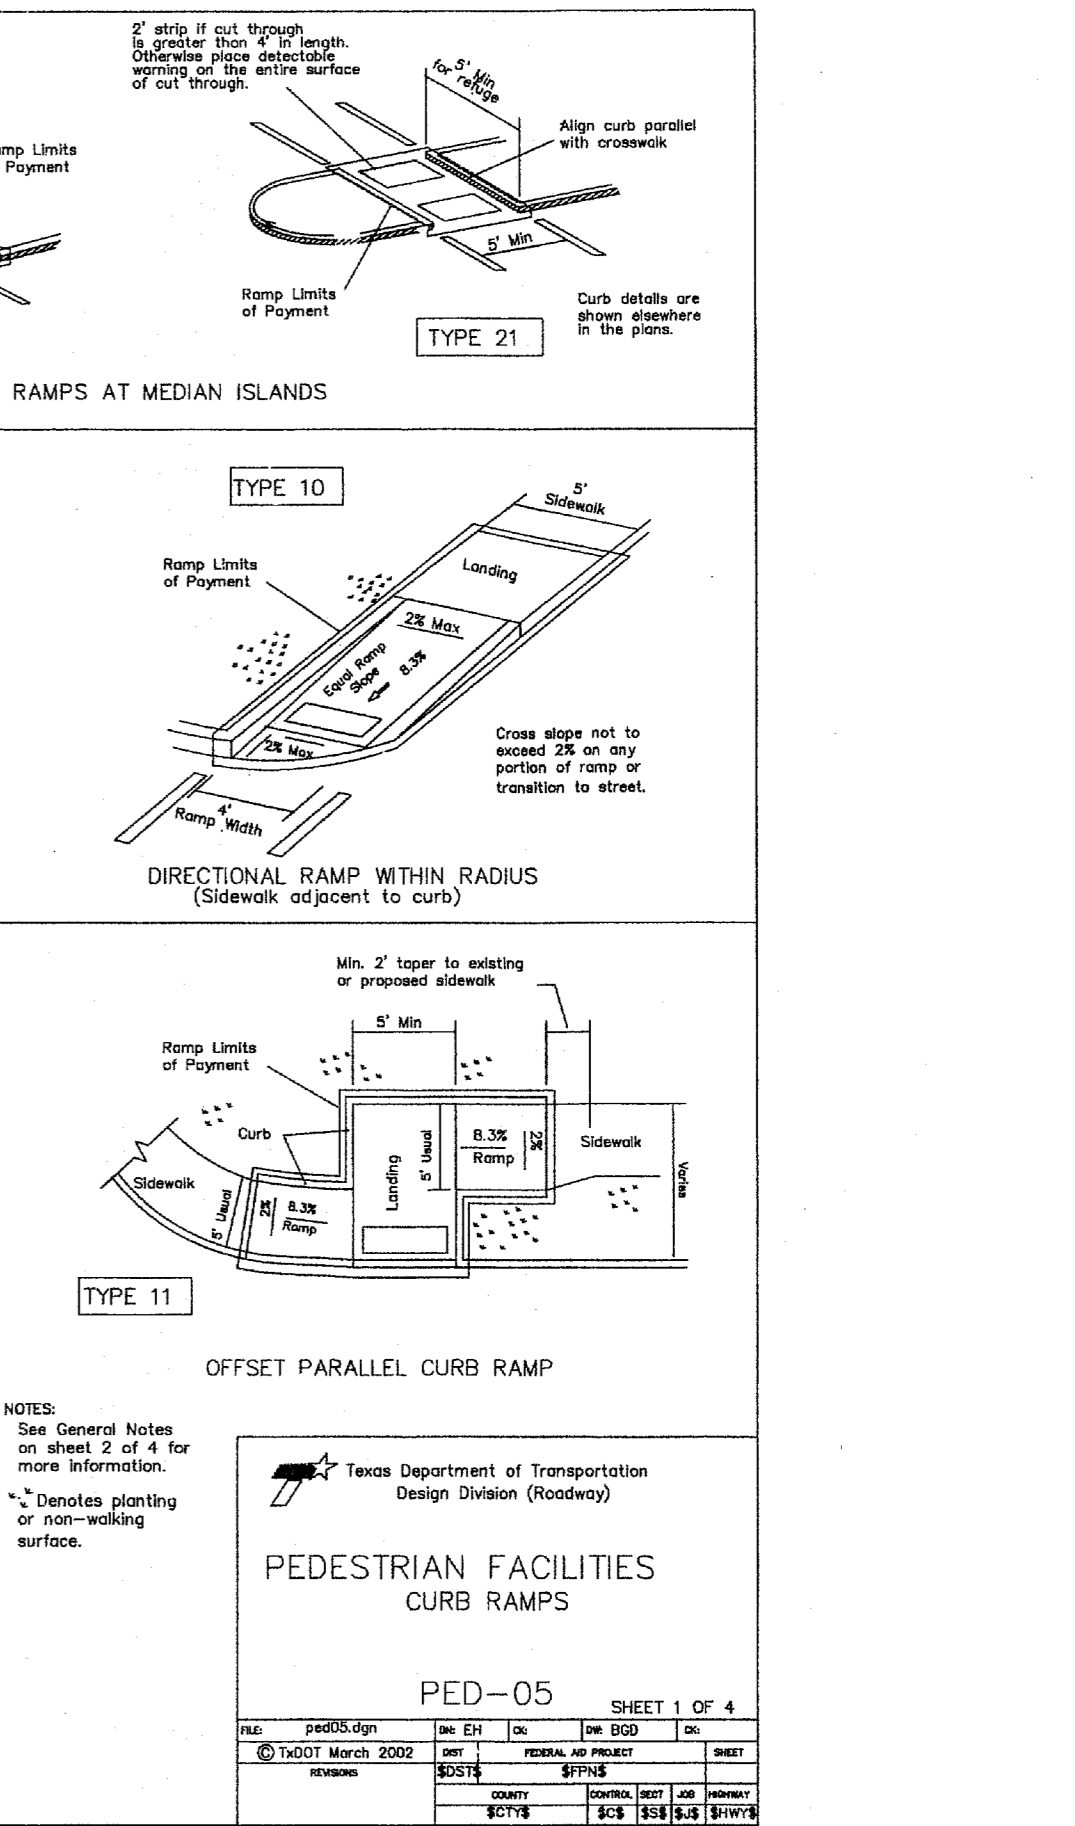 2' strip if cut through
is greater than 4' in length.
Otherwise place detectable
warning on the entire surface
of cut through.
5' Min
for refuge
Align curb parallel
with crosswalk
amp Limits
Payment
5' Min
Ramp Limits
of Payment
Curb details are
shown elsewhere
in the plans.
TYPE 21
RAMPS AT MEDIAN ISLANDS
TYPE 10
5'
Sidewalk
Ramp Limits
of Payment
Landing
2% Max
Equal Ramp
Slope
8.3%
2% Max
Cross slope not to
exceed 2% on any
portion of ramp or
transition to street.
4'
Ramp Width
DIRECTIONAL RAMP WITHIN RADIUS
(Sidewalk adjacent to curb)
Min. 2' taper to existing
or proposed sidewalk
5' Min
Ramp Limits
of Payment
Curb
8.3%
Ramp
2%
5' Usual
Sidewalk
Landing
Varies
Sidewalk
5' Usual
2%
8.3%
Ramp
TYPE 11
OFFSET PARALLEL CURB RAMP
NOTES:
See General Notes
on sheet 2 of 4 for
more information.
Denotes planting
or non-walking
surface.
Texas Department of Transportation
Design Division (Roadway)
PEDESTRIAN FACILITIES
CURB RAMPS
PED-05
SHEET 1 OF 4
FILE: ped05.dgn DN: EH CK: DW: BGD CK:
© TxDOT March 2002 DIST FEDERAL AID PROJECT SHEET
REVISIONS $DST$ $FPN$
COUNTY CONTROL SECT JOB HIGHWAY
$CTY$ $C$ $S$ $J$ $HWY$